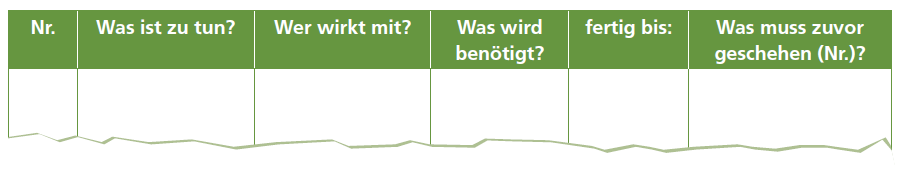 Nr.
Was ist zu tun?
Wer wirkt mit?
Was wird
benötigt?
fertig bis:
Was muss zuvor
geschehen (Nr.)?